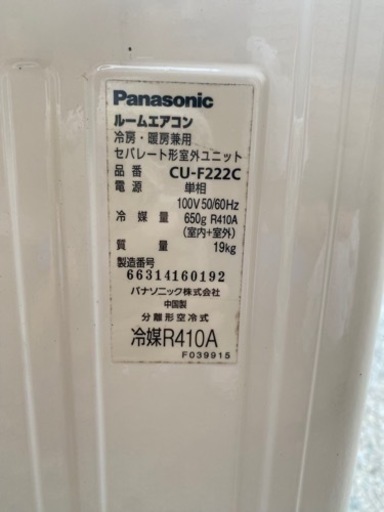 Panasonic
ルームエアコン
冷房・暖房兼用
セパレート形室外ユニット
品番 CU-F222C
電源 単相
100V 50/60Hz
冷媒量 650g R410A
(室内+室外)
質量 19kg
製造番号
66314160192
パナソニック株式会社
中国製
分離形空冷式
冷媒R410A
F039915